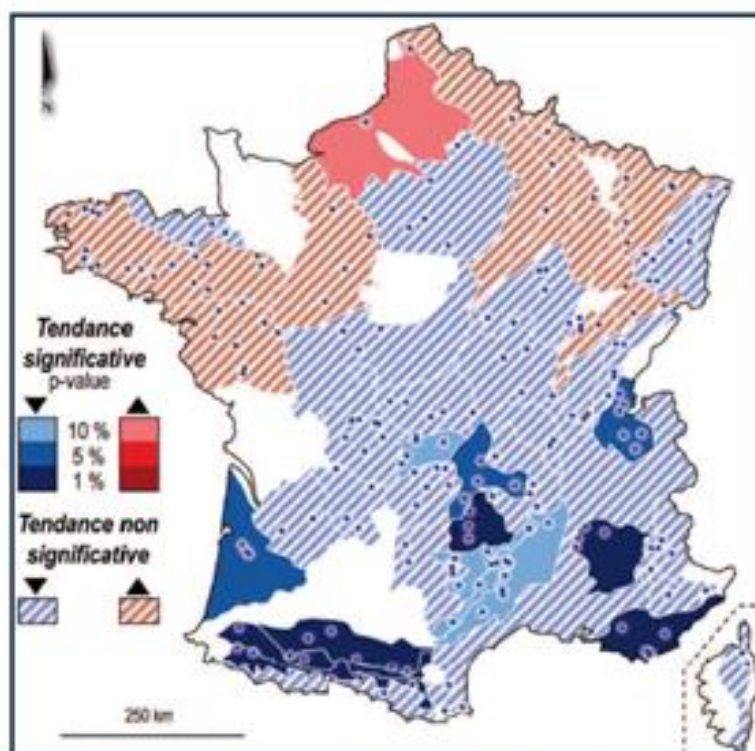 N
Tendance
significative
p-value
10 %
5 %
1 %
Tendance non
significative
250 km